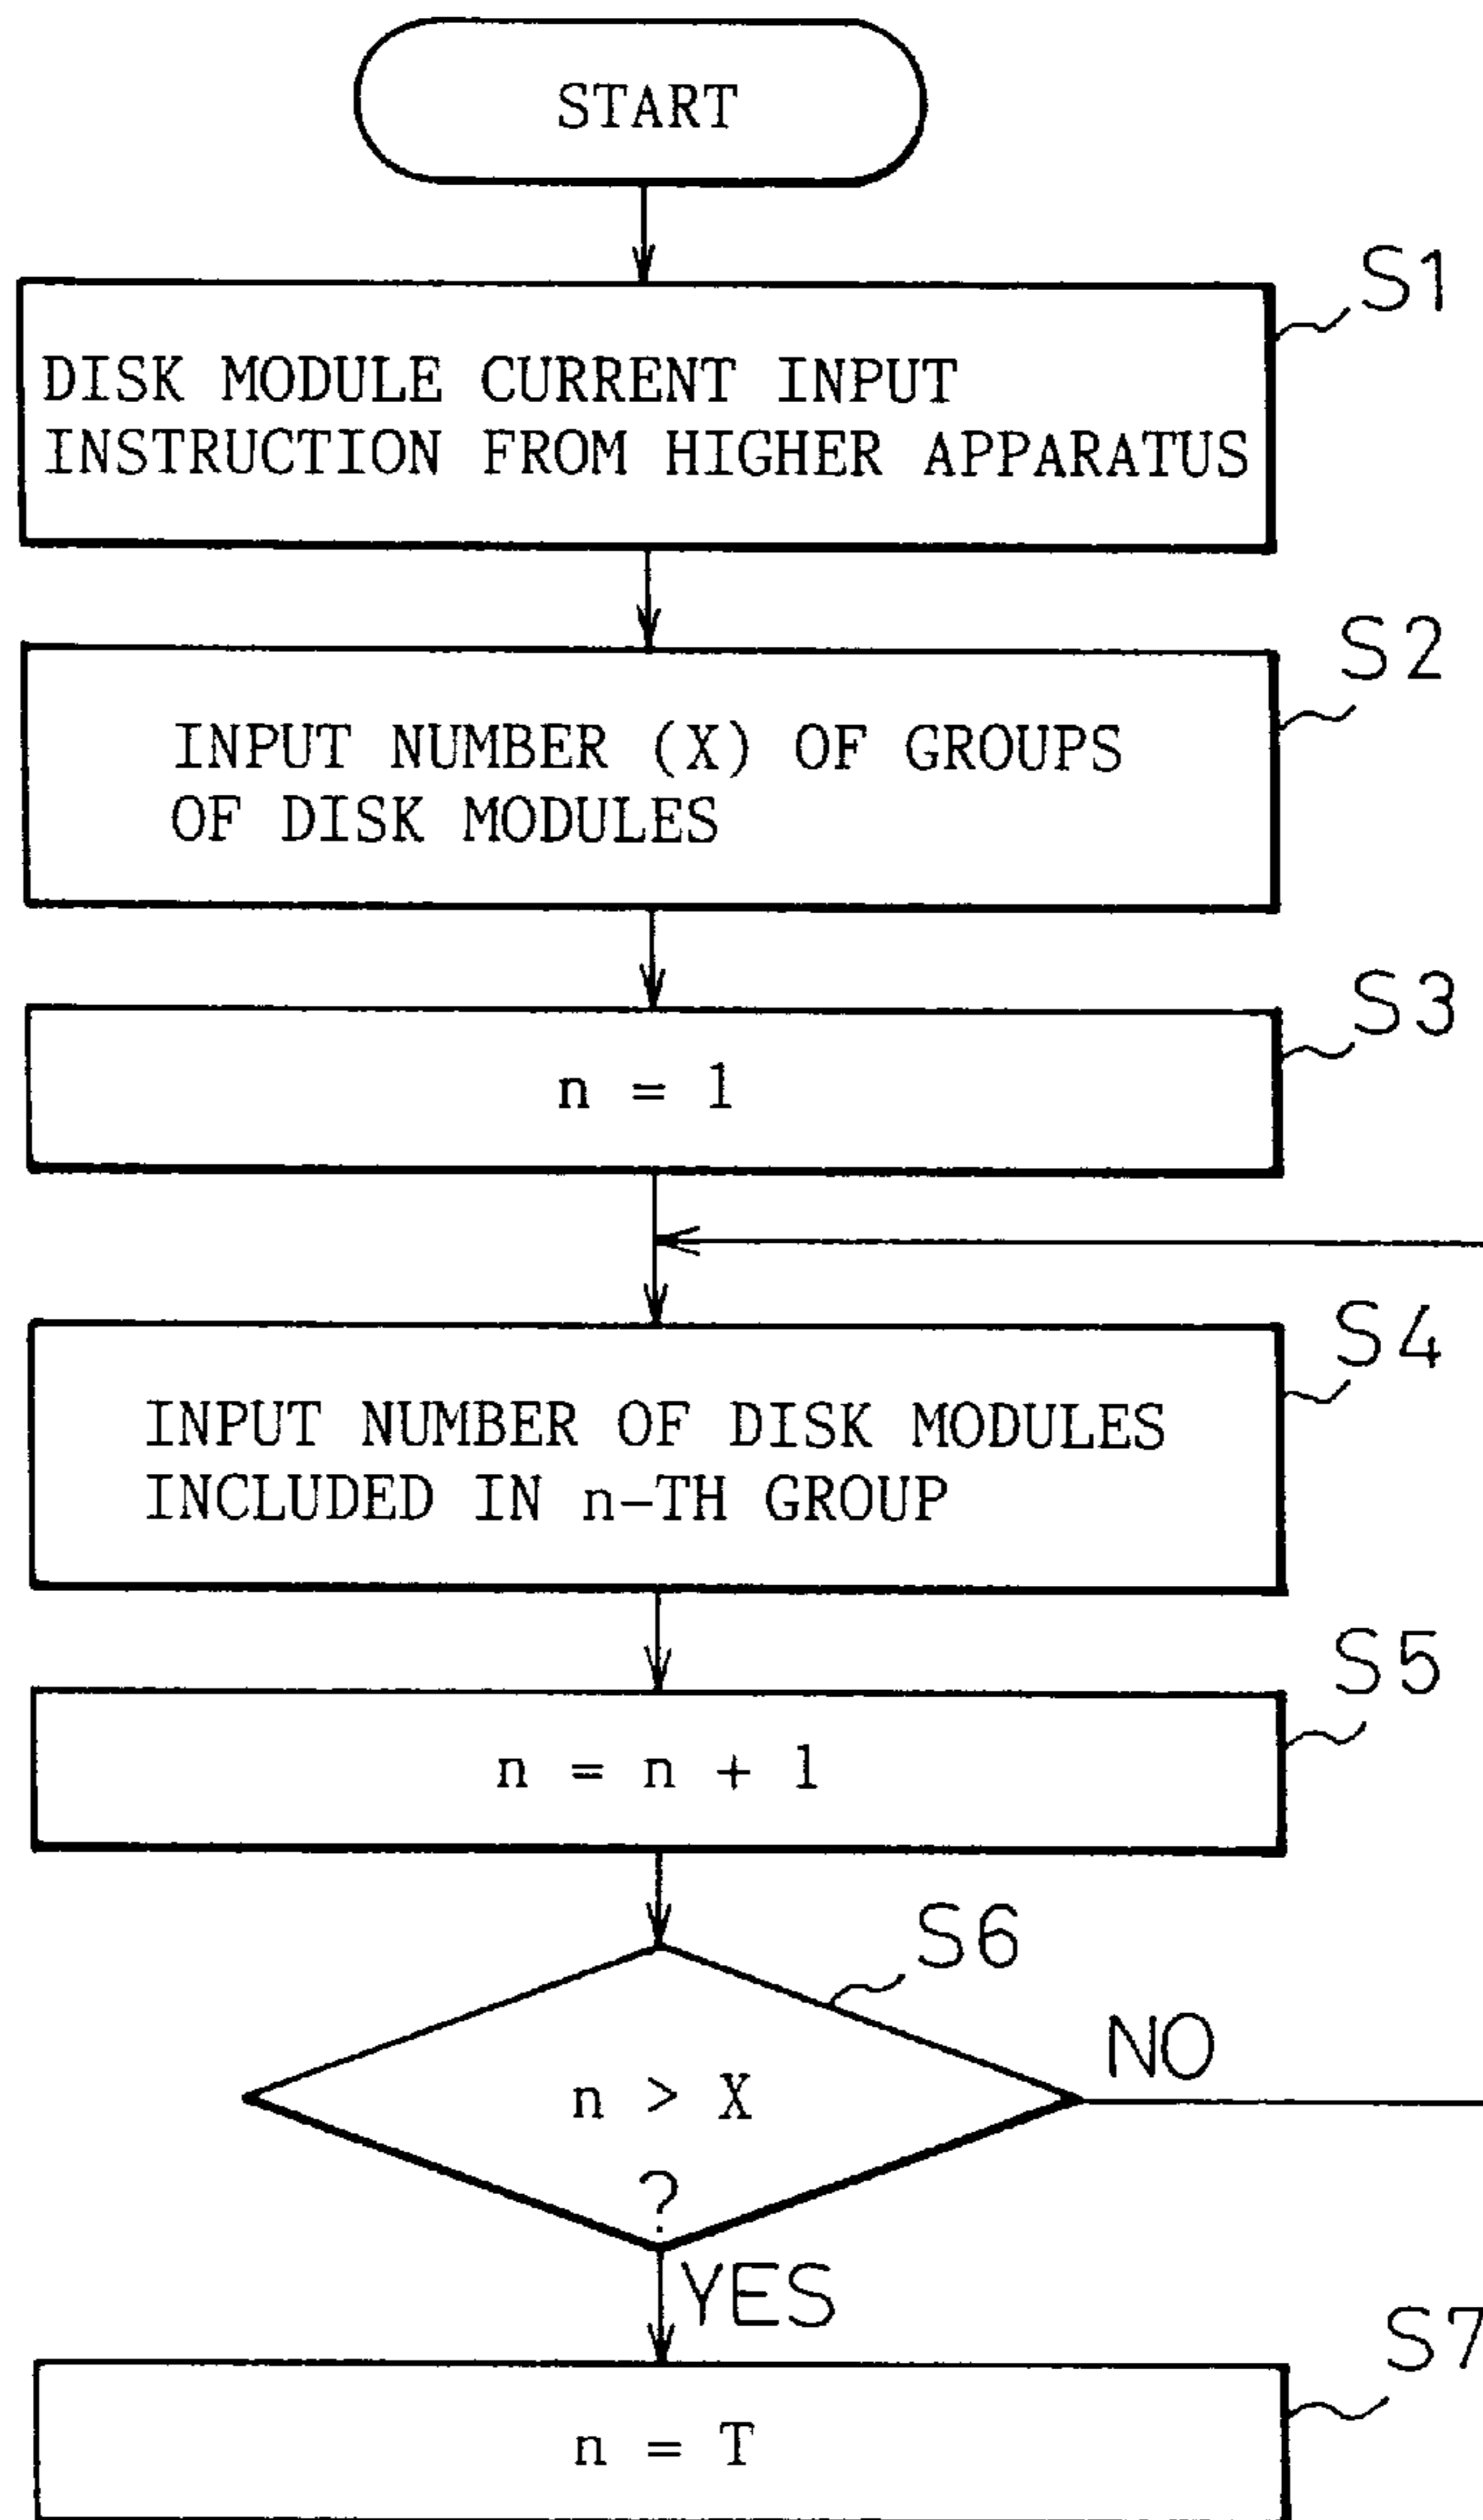 START
S1
DISK MODULE CURRENT INPUT
INSTRUCTION FROM HIGHER APPARATUS
S2
INPUT NUMBER (X) OF GROUPS
OF DISK MODULES
S3
n = 1
S4
INPUT NUMBER OF DISK MODULES
INCLUDED IN n-TH GROUP
S5
n = n + 1
S6
NO
n > X
?
YES
S7
n = T